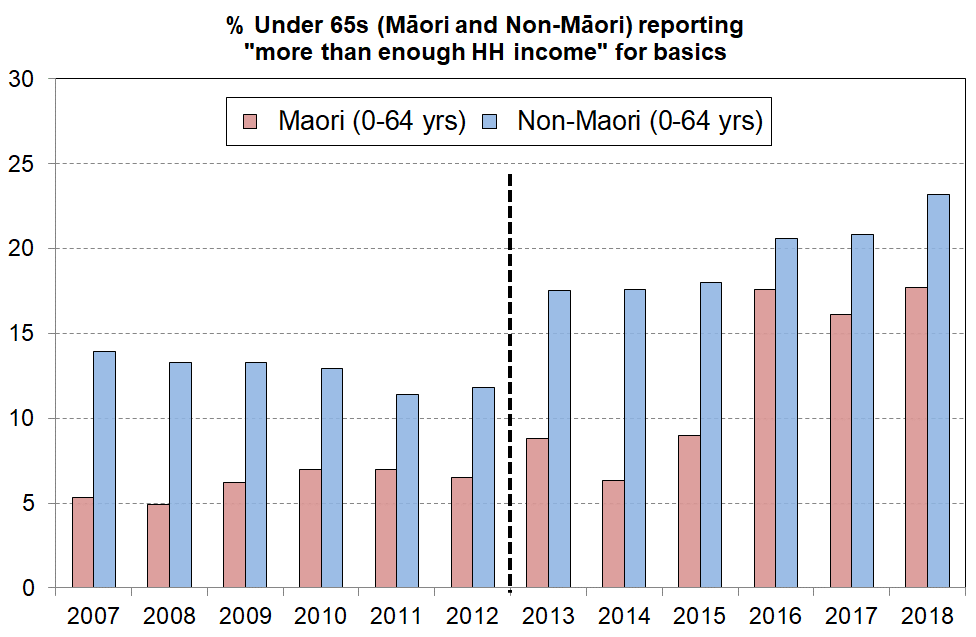 % Under 65s (Māori and Non-Māori) reporting
"more than enough HH income" for basics
30
Maori (0-64 yrs) Non-Maori (0-64 yrs)
25
20
15
10
5
0
2007 2008 2009 2010 2011 2012 2013 2014 2015 2016 2017 2018